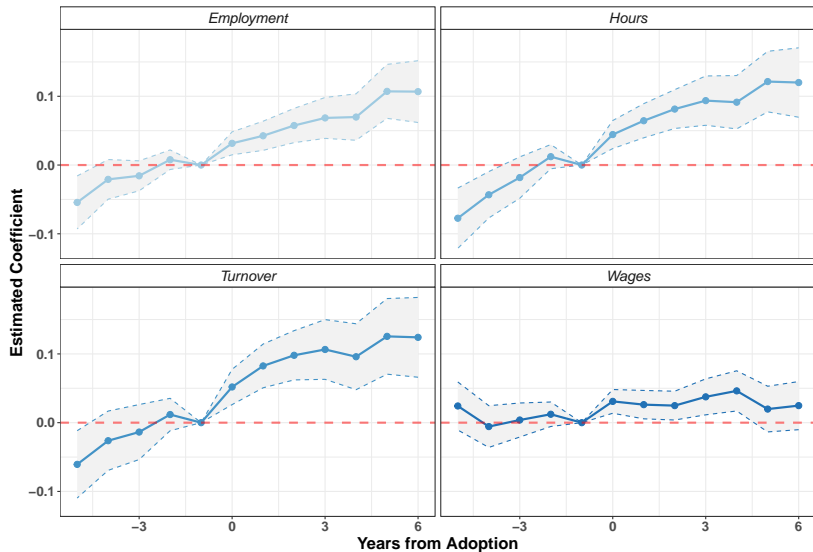 Employment
Hours
0.1
0.0
−0.1
Turnover
Wages
0.1
0.0
−0.1
−3
0
3
6
−3
0
3
6
Estimated Coefficient
Years from Adoption